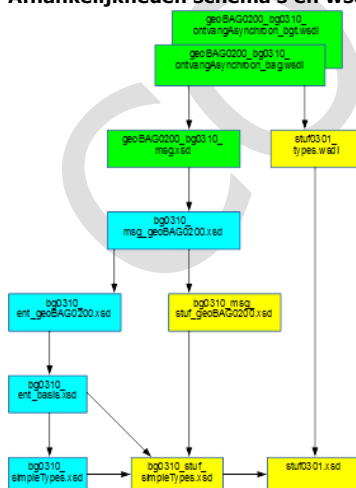 Afhankelijkheden schema's en wsd
geoBAG0200_bg0310_
ontvangAsynchroon_bgt.wsdl
geoBAG0200_bg0310_
ontvangAsynchroon_bag.wsdl
geoBAG0200_bg0310_
msg.xsd
stuf0301_
types.wsdl
bg0310_
msg_geoBAG0200.xsd
bg0310_
ent_geoBAG0200.xsd
bg0310_msg_
stuf_geoBAG0200.xsd
bg0310_
ent_basis.xsd
bg0310_
simpleTypes.xsd
bg0310_stuf_
simpleTypes.xsd
stuf0301.xsd